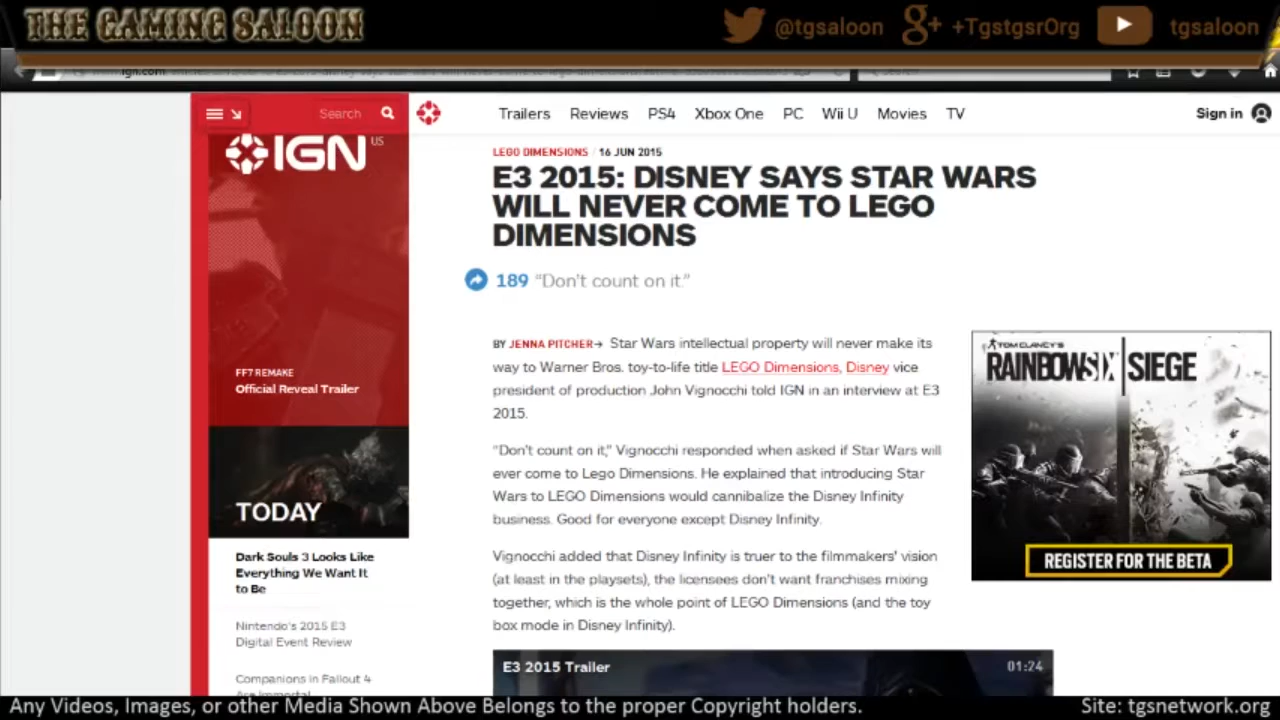 THE GAMING SALOON
@tgsaloon
+TgstgsrOrg
tgsaloon
Search
Trailers Reviews PS4 Xbox One PC Wii U Movies TV
Sign in
IGN US
LEGO DIMENSIONS / 16 JUN 2015
E3 2015: DISNEY SAYS STAR WARS
WILL NEVER COME TO LEGO
DIMENSIONS
189 “Don't count on it.”
BY JENNA PITCHER Star Wars intellectual property will never make its
way to Warner Bros. toy-to-life title LEGO Dimensions, Disney vice
president of production John Vignocchi told IGN in an interview at E3
2015.
“Don't count on it,” Vignocchi responded when asked if Star Wars will
ever come to Lego Dimensions. He explained that introducing Star
Wars to LEGO Dimensions would cannibalize the Disney Infinity
business. Good for everyone except Disney Infinity.
Vignocchi added that Disney Infinity is truer to the filmmakers' vision
(at least in the playsets), the licensees don't want franchises mixing
together, which is the whole point of LEGO Dimensions (and the toy
box mode in Disney Infinity).
E3 2015 Trailer 01:24
FF7 REMAKE
Official Reveal Trailer
TODAY
Dark Souls 3 Looks Like
Everything We Want It
to Be
Nintendo's 2015 E3
Digital Event Review
Companions in Fallout 4
Are Immortal
TOM CLANCY'S
RAINBOWSIX | SIEGE
REGISTER FOR THE BETA
Any Videos, Images, or other Media Shown Above Belongs to the proper Copyright holders.
Site: tgsnetwork.org